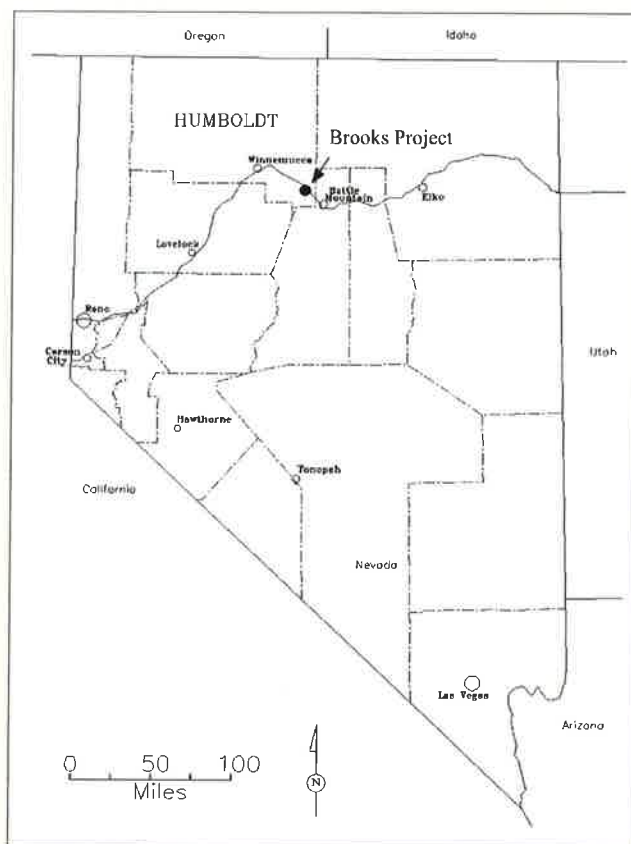 Oregon
Idaho
HUMBOLDT
Brooks Project
Winnemucca
Battle
Mountain
Elko
Lovelock
Reno
Carson
City
Utah
Hawthorne
California
Tonopah
Nevada
Las Vegas
Arizona
0 50 100
Miles
N